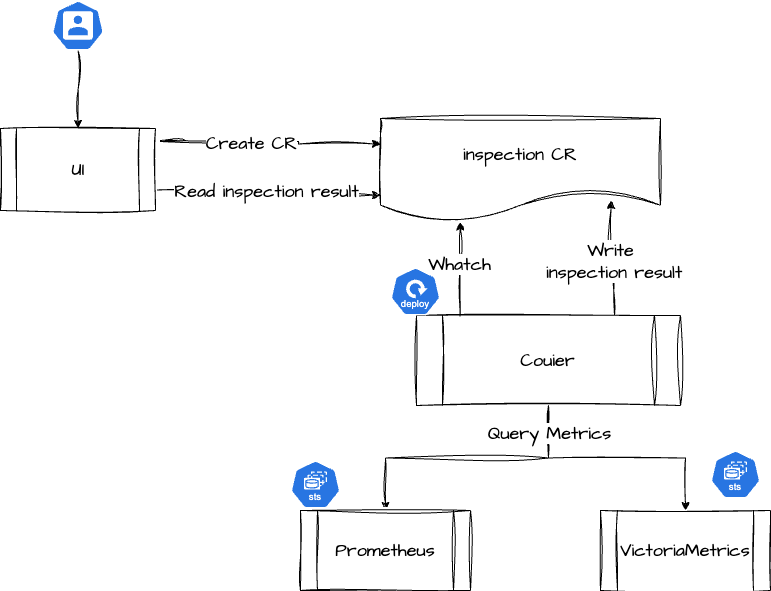 Create CR
inspection CR
UI
Read inspection result
Whatch
Write
inspection result
deploy
Couier
Query Metrics
sts
sts
Prometheus
VictoriaMetrics